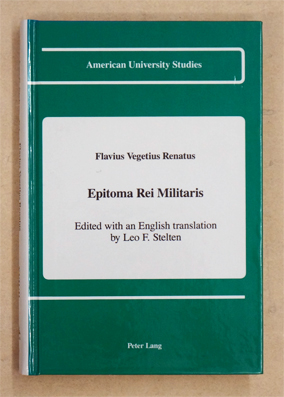 American University Studies
Flavius Vegetius Renatus
Epitoma Rei Militaris
Edited with an English translation
by Leo F. Stelten
Peter Lang